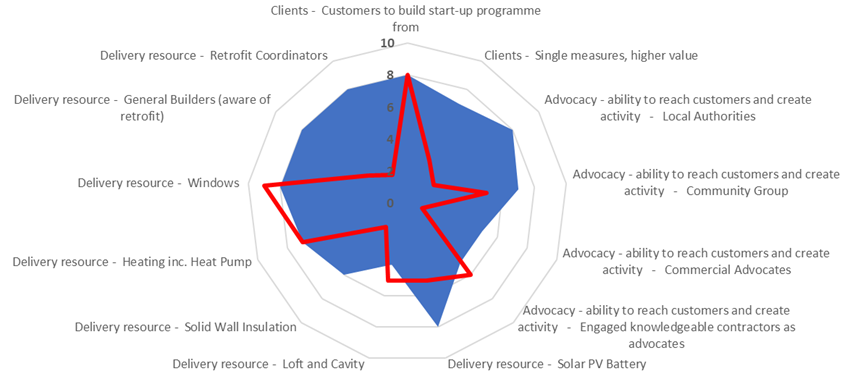 Clients -  Customers to build start-up programme
from
Delivery resource -  Retrofit Coordinators
Clients -  Single measures, higher value
Delivery resource -  General Builders (aware of
retrofit)
Advocacy - ability to reach customers and create
activity   -   Local Authorities
Delivery resource -  Windows
Advocacy - ability to reach customers and create
activity   -   Community Group
Delivery resource -  Heating inc. Heat Pump
Advocacy - ability to reach customers and create
activity   -   Commercial Advocates
Delivery resource -  Solid Wall Insulation
Advocacy - ability to reach customers and create
activity   -   Engaged knowledgeable contractors as
advocates
Delivery resource -  Loft and Cavity
Delivery resource -  Solar PV Battery
10
8
6
4
2
0